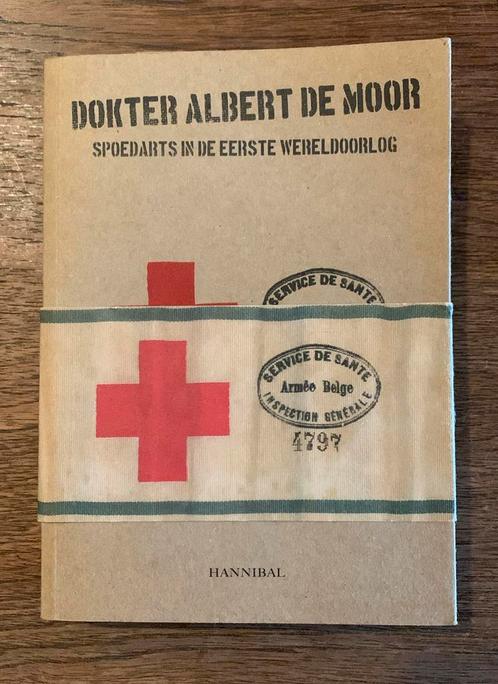 DOKTER ALBERT DE MOOR
SPOEDARTS IN DE EERSTE WERELDOORLOG
SERVICE DE SANTE
SERVICE DE SANTE
Armée Belge
INSPECTION GÉNÉRALE
4797
HANNIBAL